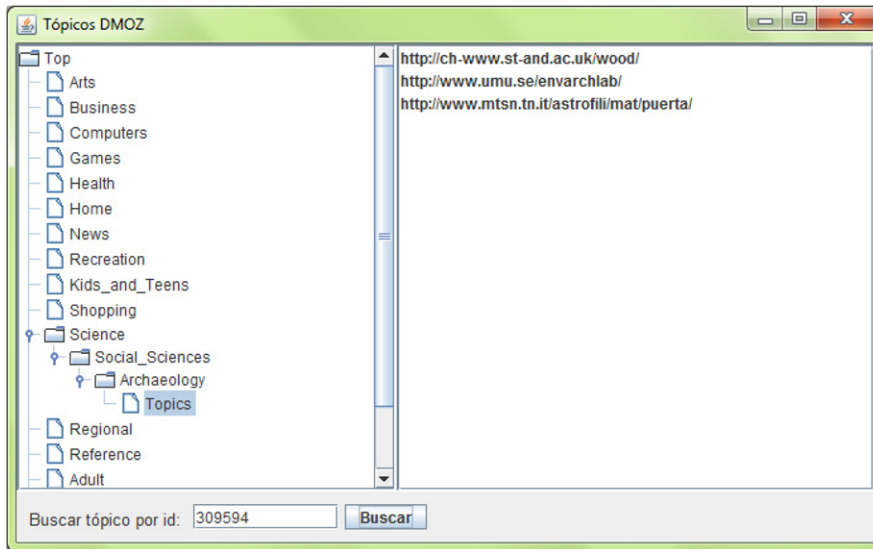 Tópicos DMOZ
Top
Arts
Business
Computers
Games
Health
Home
News
Recreation
Kids_and_Teens
Shopping
Science
Social_Sciences
Archaeology
Topics
Regional
Reference
Adult
http://ch-www.st-and.ac.uk/wood/
http://www.umu.se/envarchlab/
http://www.mtsn.tn.it/astrofili/mat/puerta/
Buscar tópico por id: 309594 Buscar